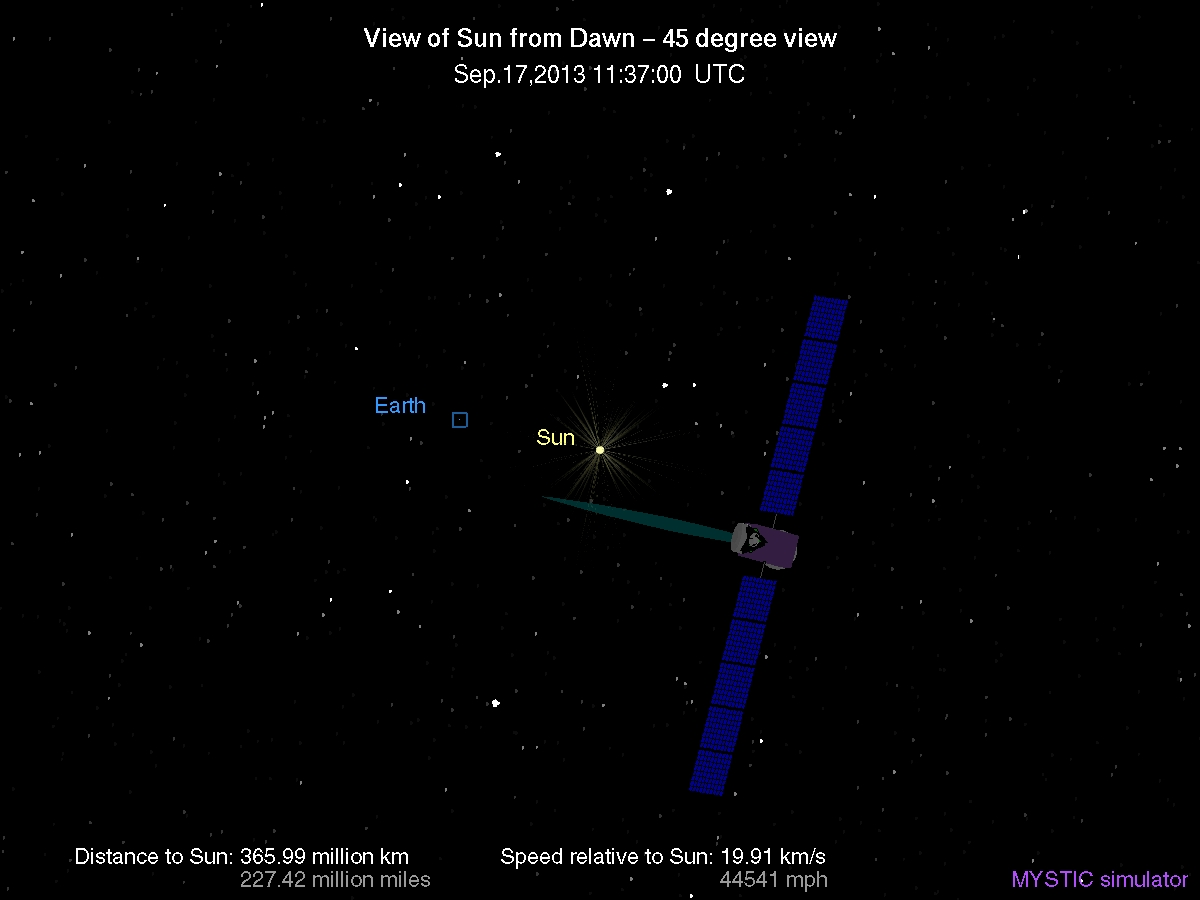 View of Sun from Dawn – 45 degree view
Sep.17,2013 11:37:00 UTC
Earth
Sun
Distance to Sun: 365.99 million km
227.42 million miles
Speed relative to Sun: 19.91 km/s
44541 mph
MYSTIC simulator